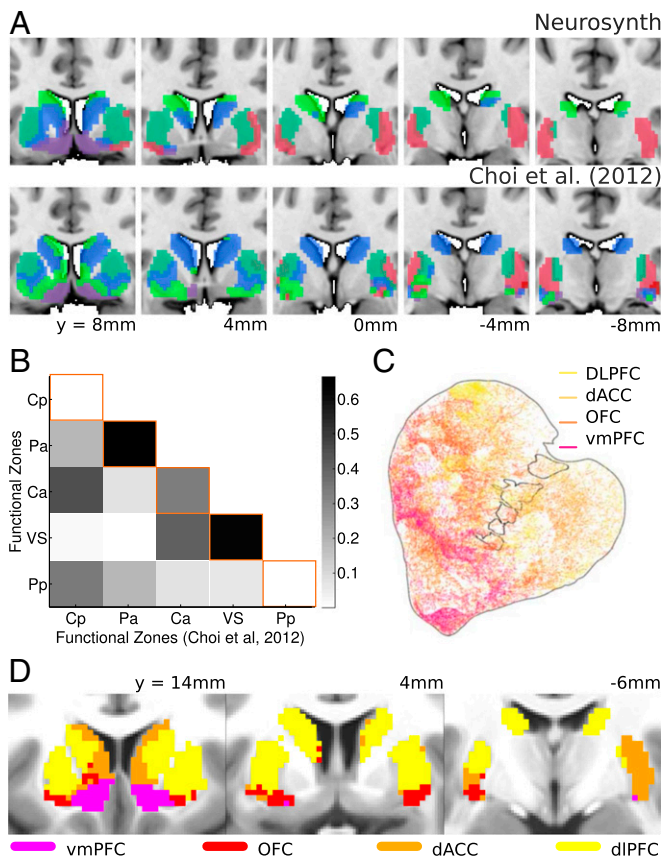 A
Neurosynth
Choi et al. (2012)
y = 8mm
4mm
0mm
-4mm
-8mm
B
Functional Zones
Cp
Pa
Ca
VS
Pp
Cp
Pa
Ca
VS
Pp
Functional Zones (Choi et al, 2012)
0.6
0.5
0.4
0.3
0.2
0.1
C
DLPFC
dACC
OFC
vmPFC
D
y = 14mm
4mm
-6mm
vmPFC
OFC
dACC
dlPFC